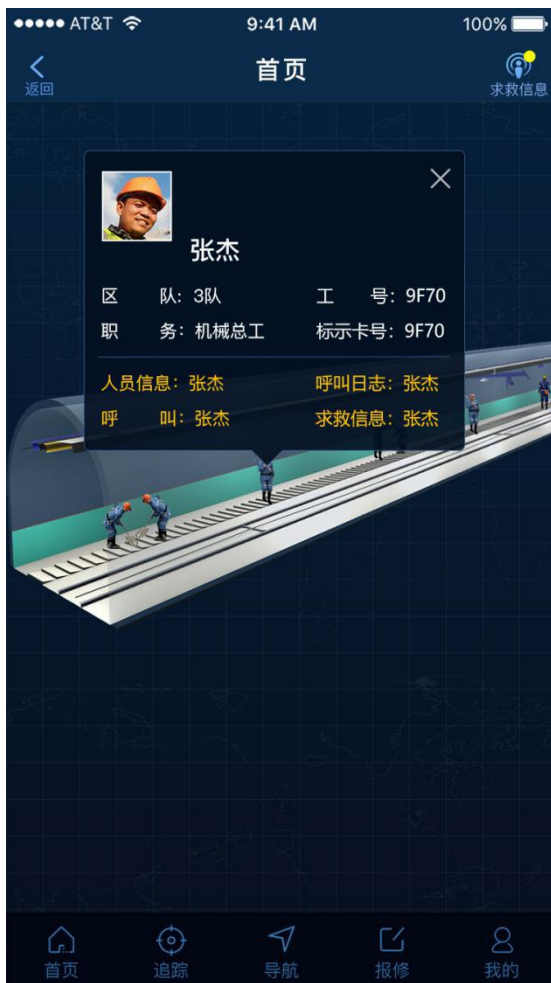 AT&T 9:41 AM 100%
首页
返回 求救信息
张杰
区 队: 3队 工 号: 9F70
职 务: 机械总工 标示卡号: 9F70
人员信息: 张杰 呼叫日志: 张杰
呼 叫: 张杰 求救信息: 张杰
首页 追踪 导航 报修 我的